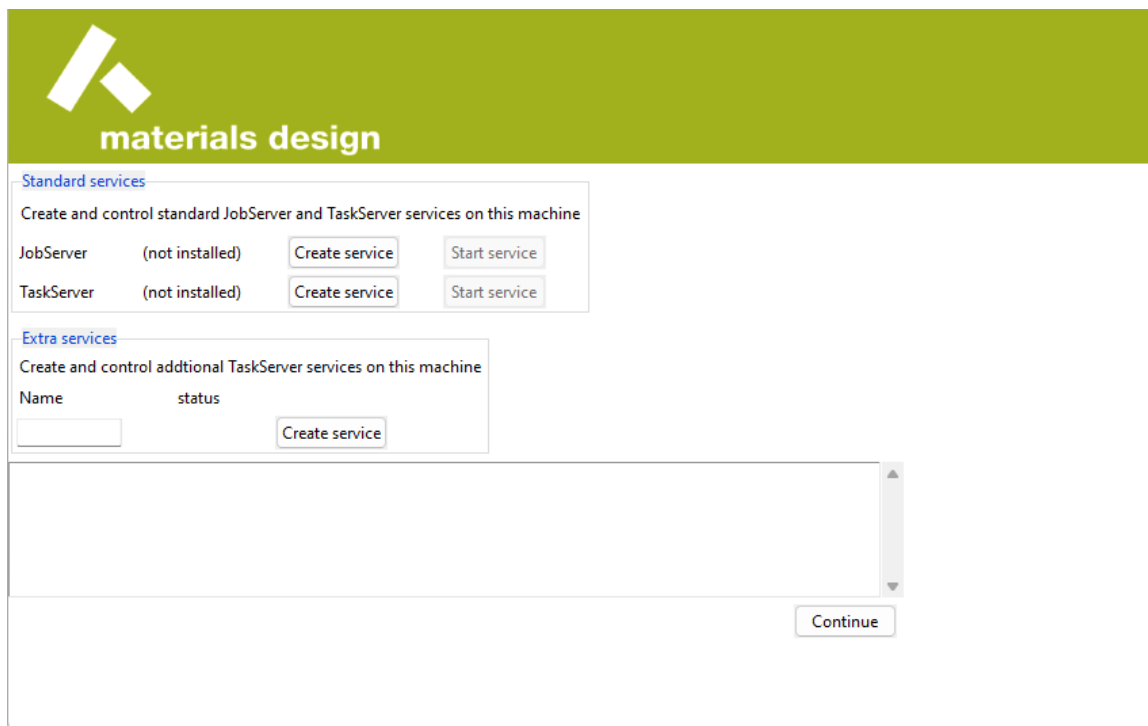 materials design
Standard services
Create and control standard JobServer and TaskServer services on this machine
JobServer (not installed) Create service Start service
TaskServer (not installed) Create service Start service
Extra services
Create and control addtional TaskServer services on this machine
Name status
Create service
Continue